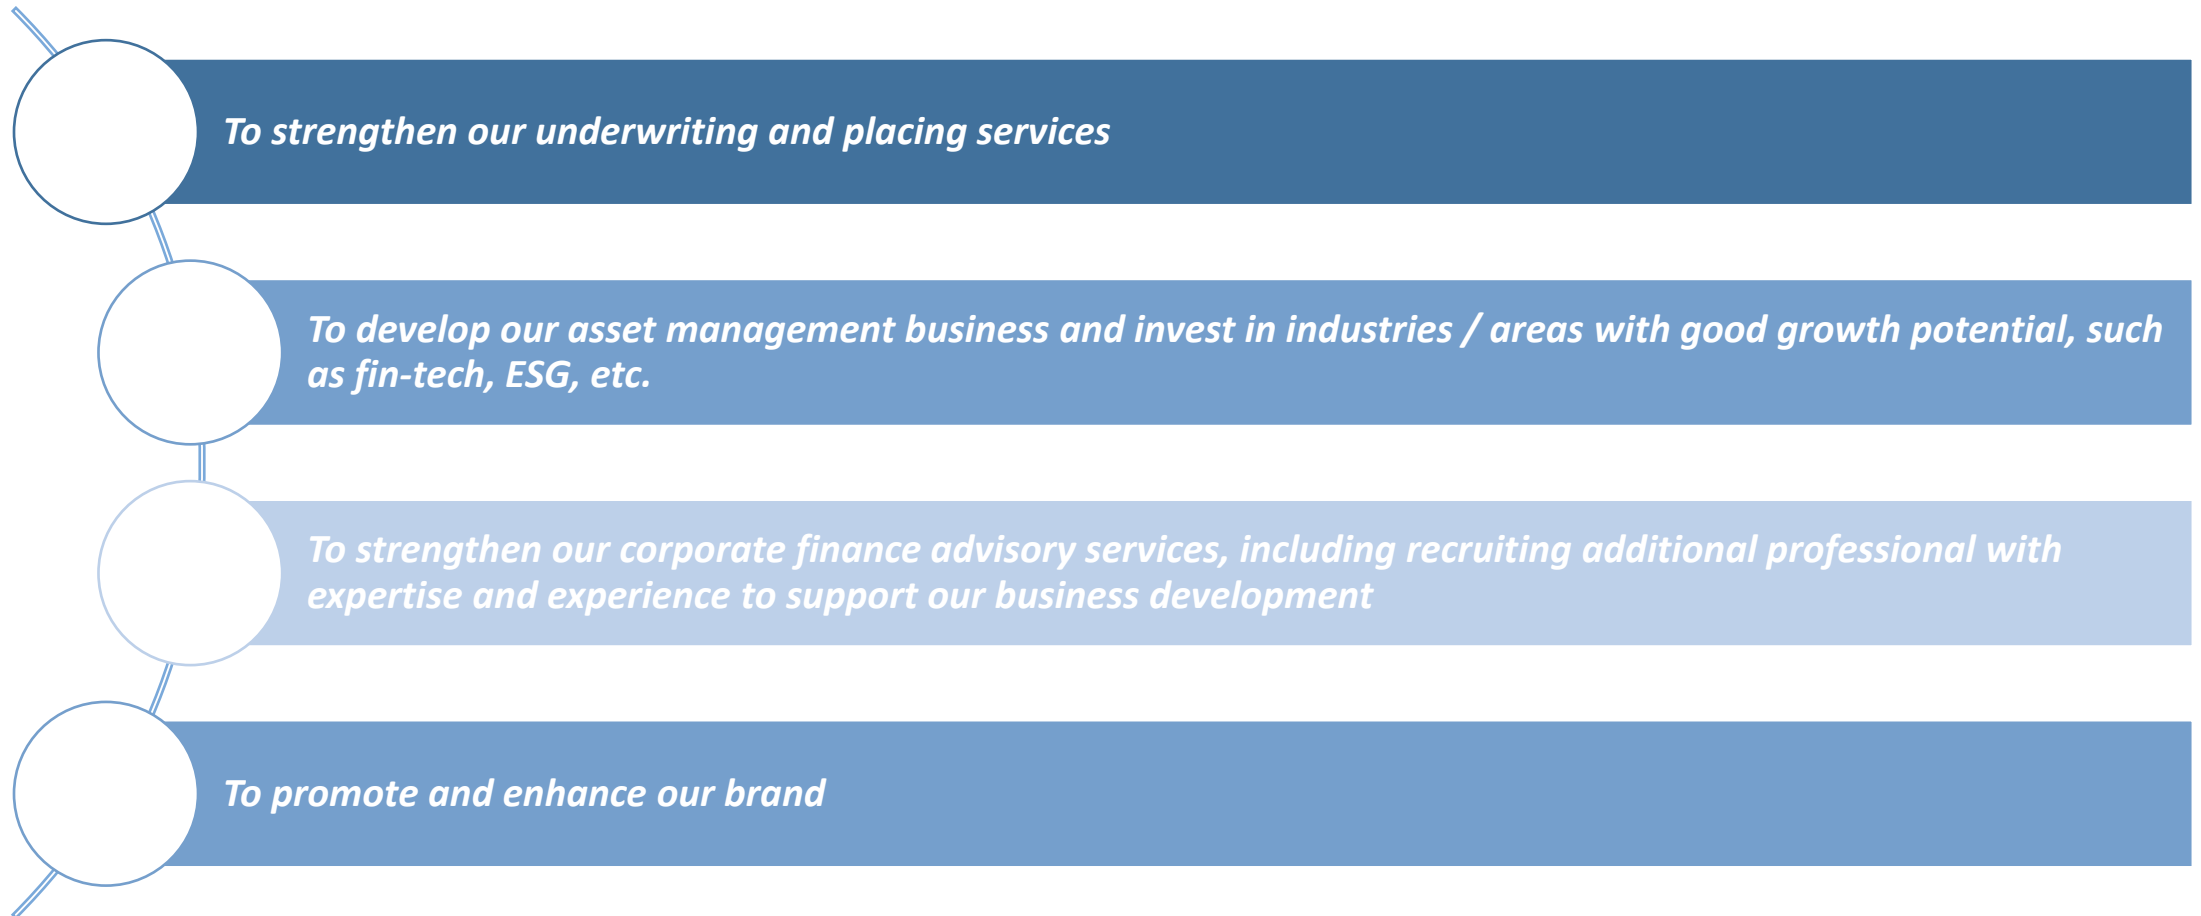 To strengthen our underwriting and placing services
To develop our asset management business and invest in industries / areas with good growth potential, such
as fin-tech, ESG, etc.
To strengthen our corporate finance advisory services, including recruiting additional professional with
expertise and experience to support our business development
To promote and enhance our brand